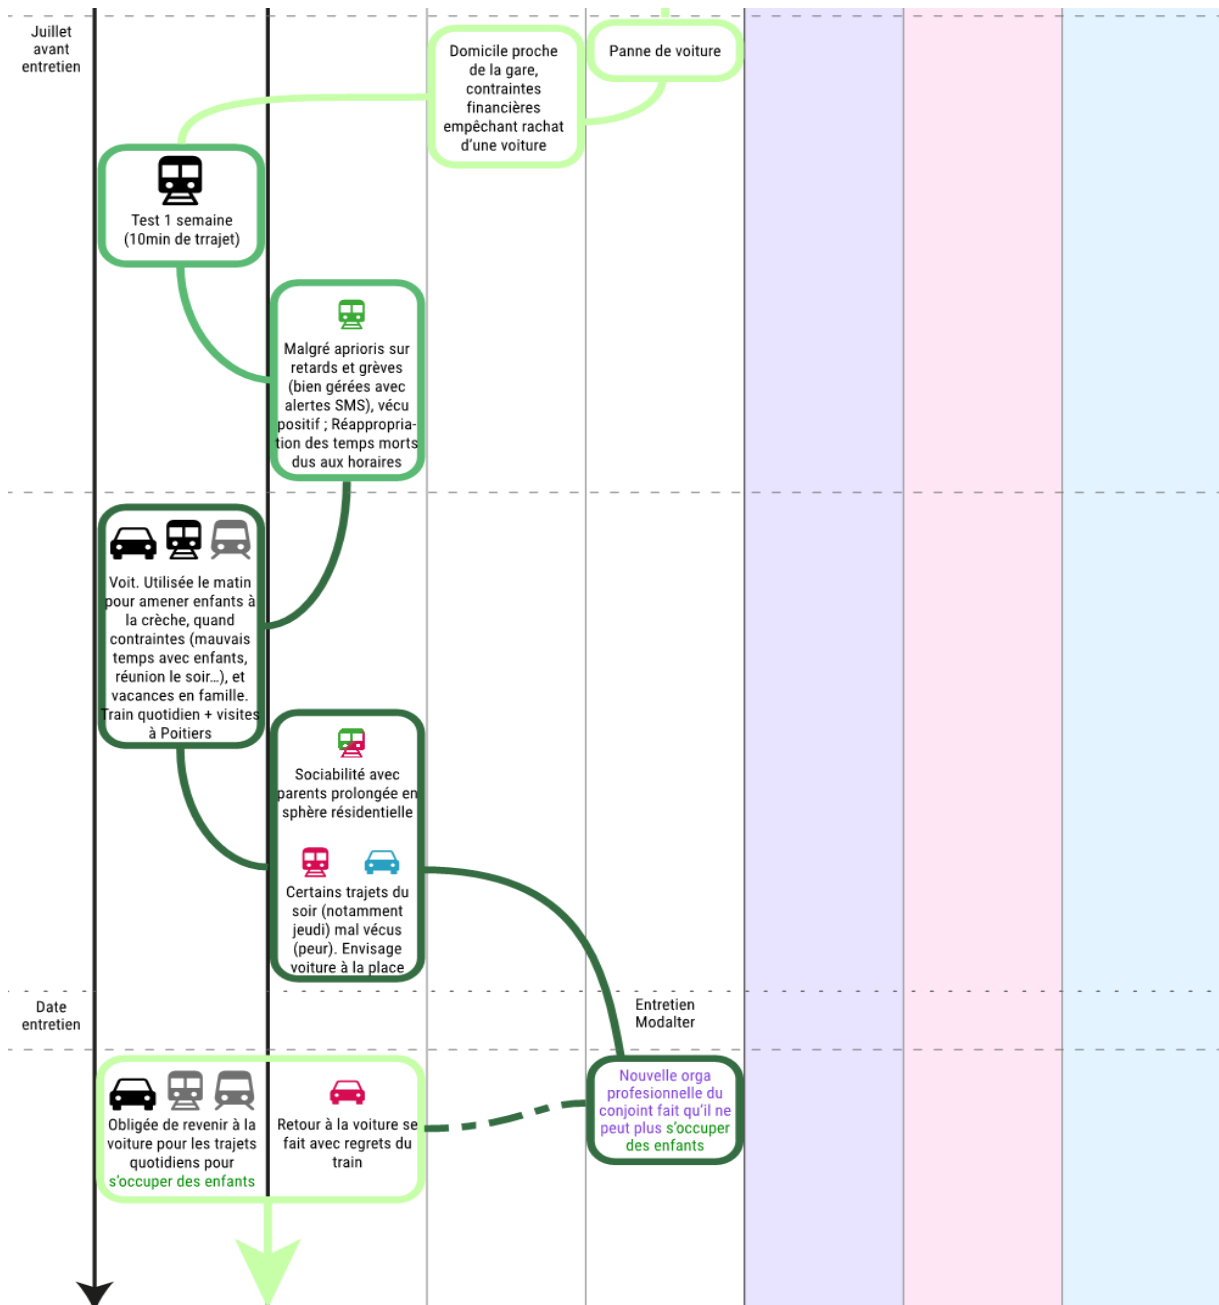 Juillet
avant
entretien
Domicile proche
de la gare,
contraintes
financières
empêchant rachat
d'une voiture
Panne de voiture
Test 1 semaine
(10min de trrajet)
Malgré aprioris sur
retards et grèves
(bien gérées avec
alertes SMS), vécu
positif ; Réappropria-
tion des temps morts
dus aux horaires
Voit. Utilisée le matin
pour amener enfants à
la crèche, quand
contraintes (mauvais
temps avec enfants,
réunion le soir…), et
vacances en famille.
Train quotidien + visites
à Poitiers
Sociabilité avec
parents prolongée en
sphère résidentielle
Certains trajets du
soir (notamment
jeudi) mal vécus
(peur). Envisage
voiture à la place
Date
entretien
Entretien
Modalter
Obligée de revenir à la
voiture pour les trajets
quotidiens pour
s'occuper des enfants
Retour à la voiture se
fait avec regrets du
train
Nouvelle orga
profesionnelle du
conjoint fait qu'il ne
peut plus s'occuper
des enfants